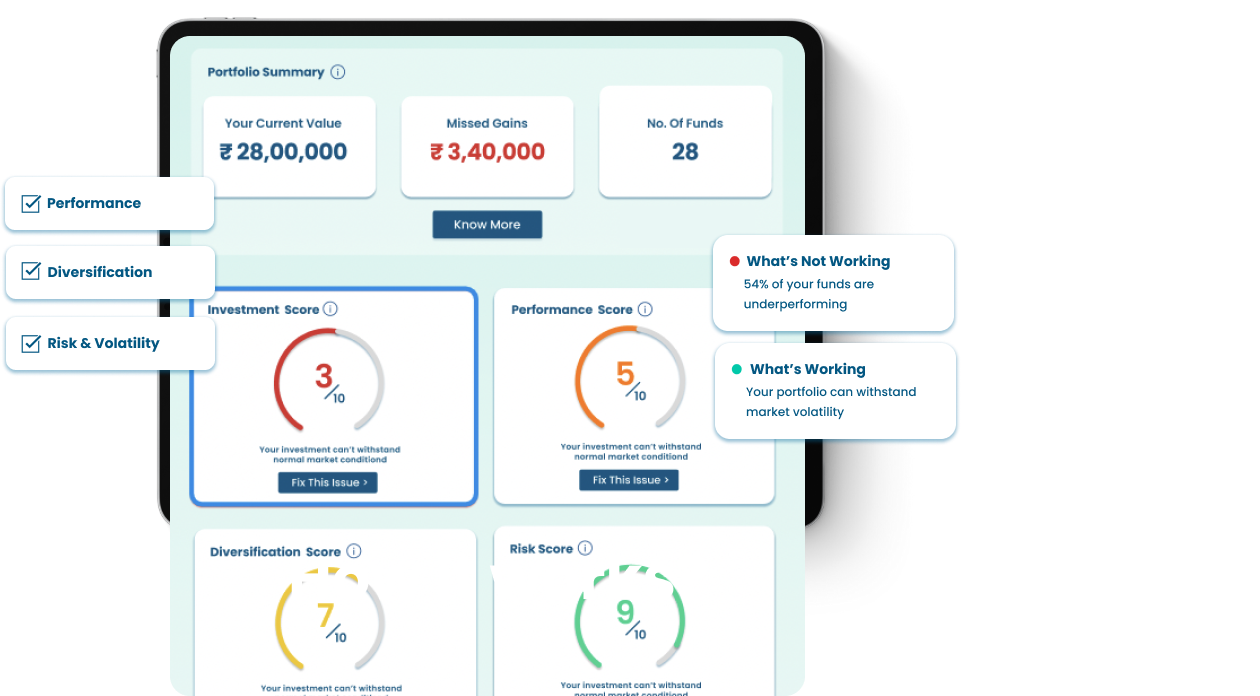 Portfolio Summary
Your Current Value
₹ 28,00,000
Missed Gains
₹ 3,40,000
No. Of Funds
28
Know More
Performance
Diversification
Risk & Volatility
What's Not Working
54% of your funds are
underperforming
What's Working
Your portfolio can withstand
market volatility
Investment Score
3/10
Your investment can't withstand
normal market conditiond
Fix This Issue >
Performance Score
5/10
Your investment can't withstand
normal market conditiond
Fix This Issue >
Diversification Score
7/10
Your investment can't withstand
Risk Score
9/10
Your investment can't withstand